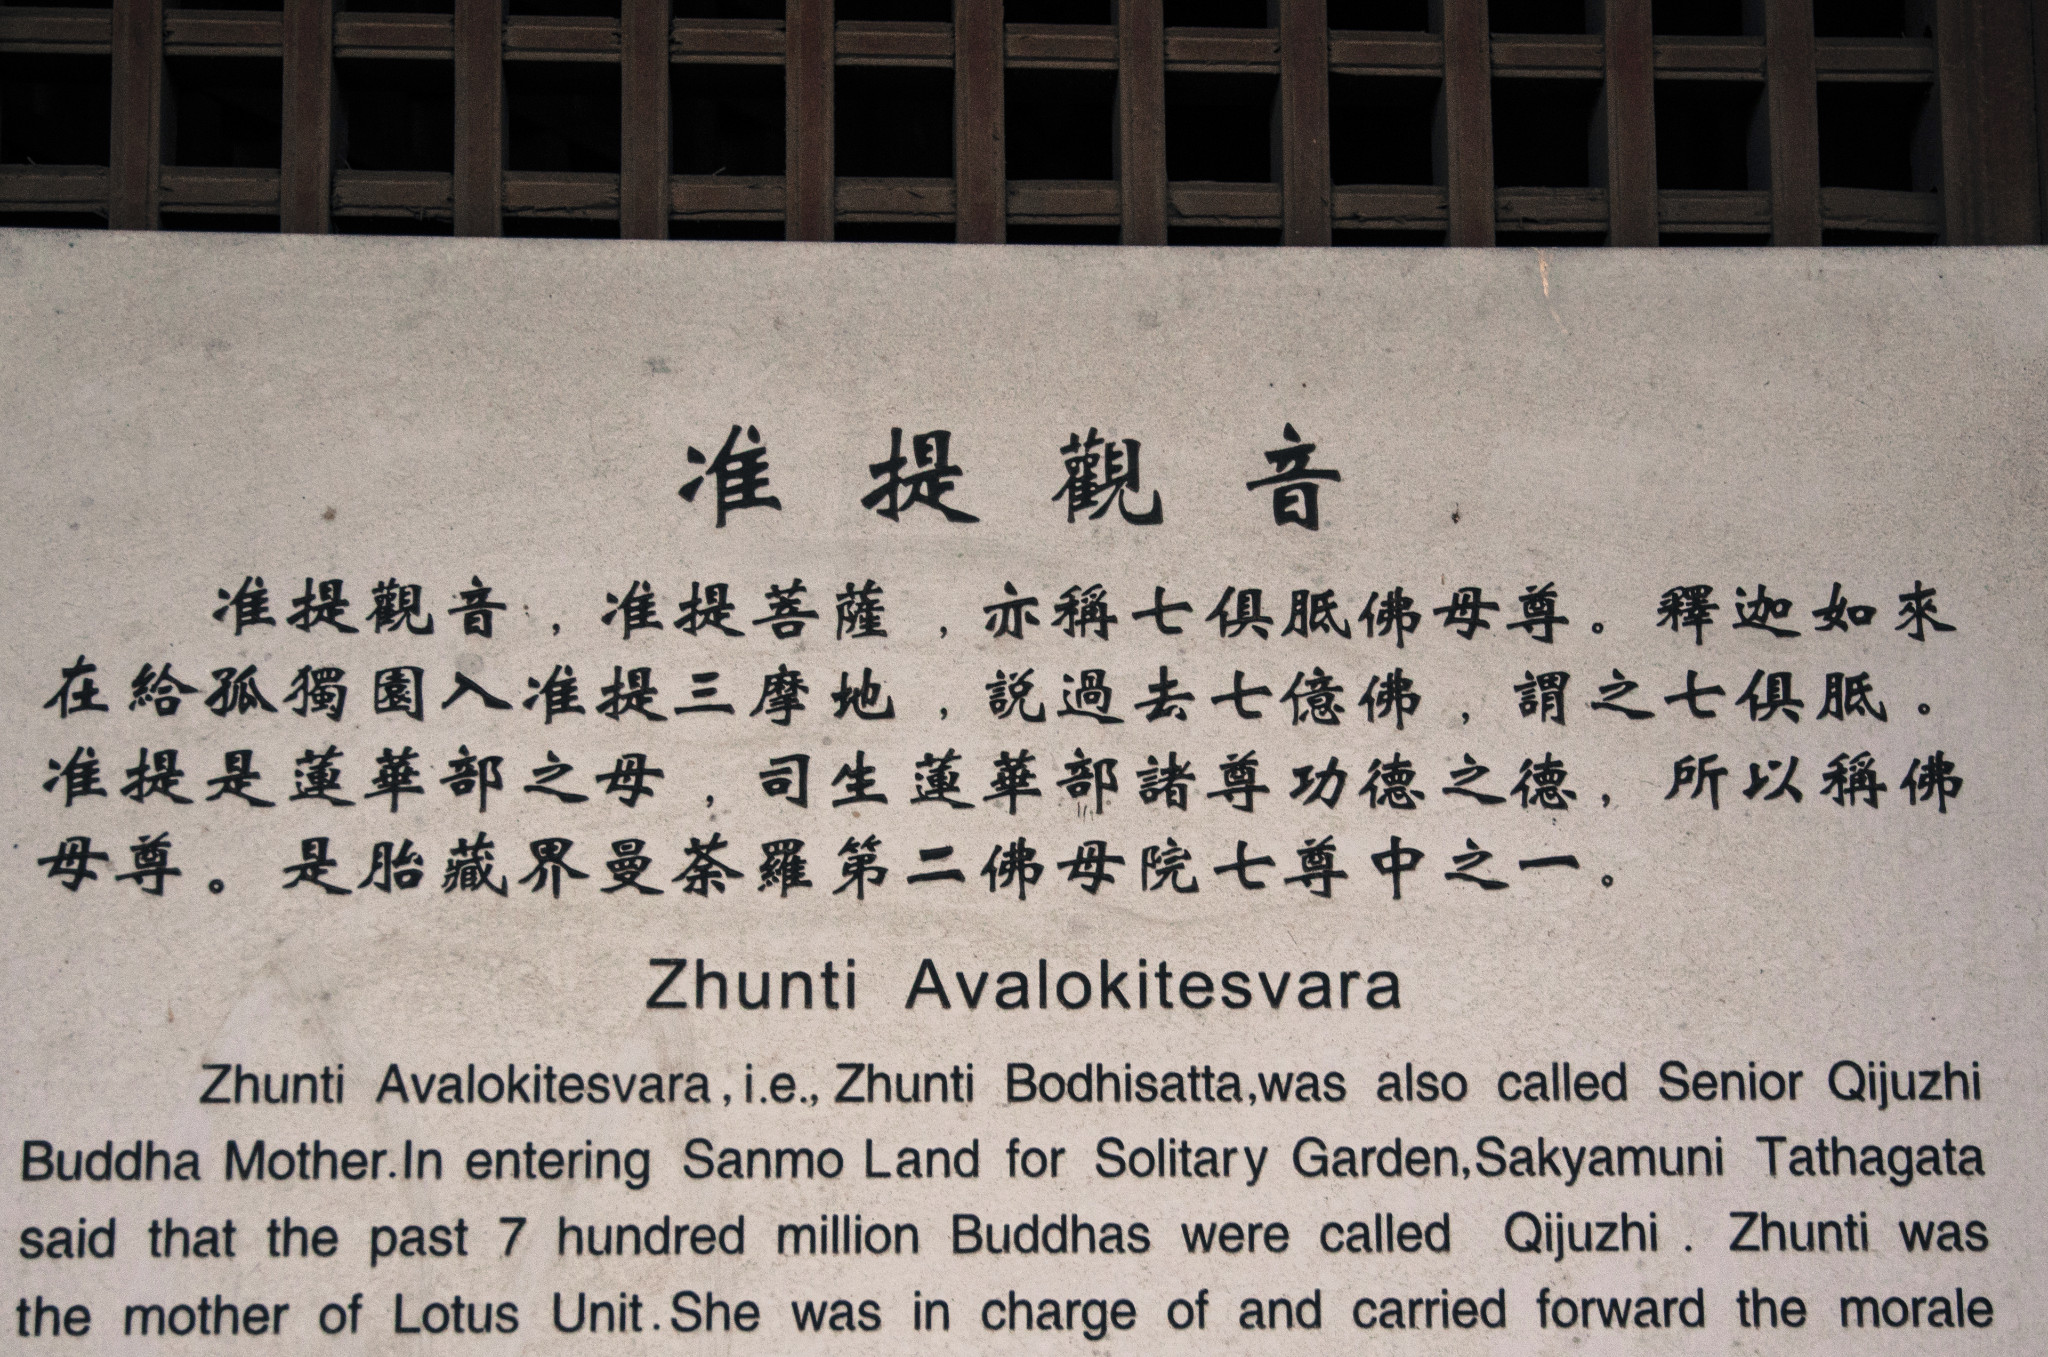 准提觀音
准提觀音，准提菩薩，亦稱七俱胝佛母尊。釋迦如來
在給孤獨園入准提三摩地，説過去七億佛，謂之七俱胝。
准提是蓮華部之母，司生蓮華部諸尊功德之德，所以稱佛
母尊。是胎藏界曼荼羅第二佛母院七尊中之一。
Zhunti Avalokitesvara
Zhunti Avalokitesvara,i.e., Zhunti Bodhisatta,was also called Senior Qijuzhi
Buddha Mother.In entering Sanmo Land for Solitary Garden,Sakyamuni Tathagata
said that the past 7 hundred million Buddhas were called Qijuzhi. Zhunti was
the mother of Lotus Unit.She was in charge of and carried forward the morale